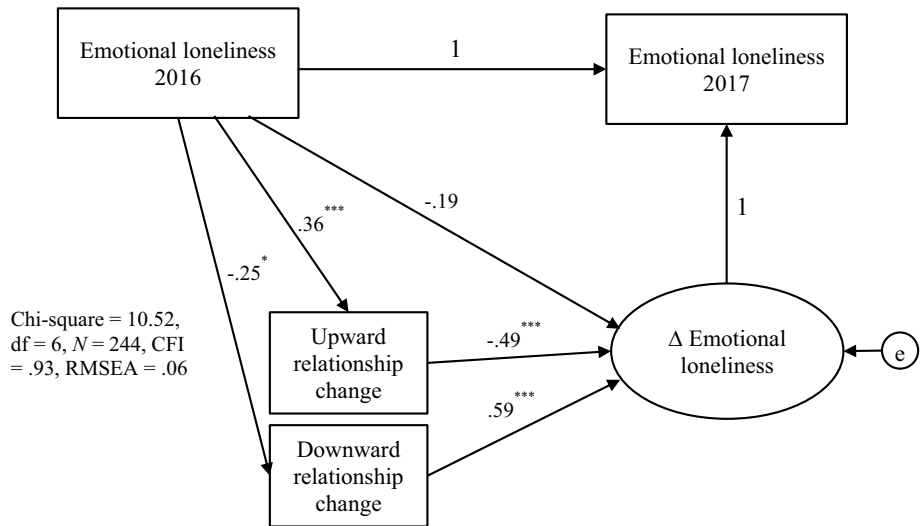 Emotional loneliness
2016
1
Emotional loneliness
2017
-.19
.36***
1
-.25*
Chi-square = 10.52,
df = 6, N = 244, CFI
= .93, RMSEA = .06
Upward
relationship
change
-.49***
Δ Emotional
loneliness
e
.59***
Downward
relationship
change